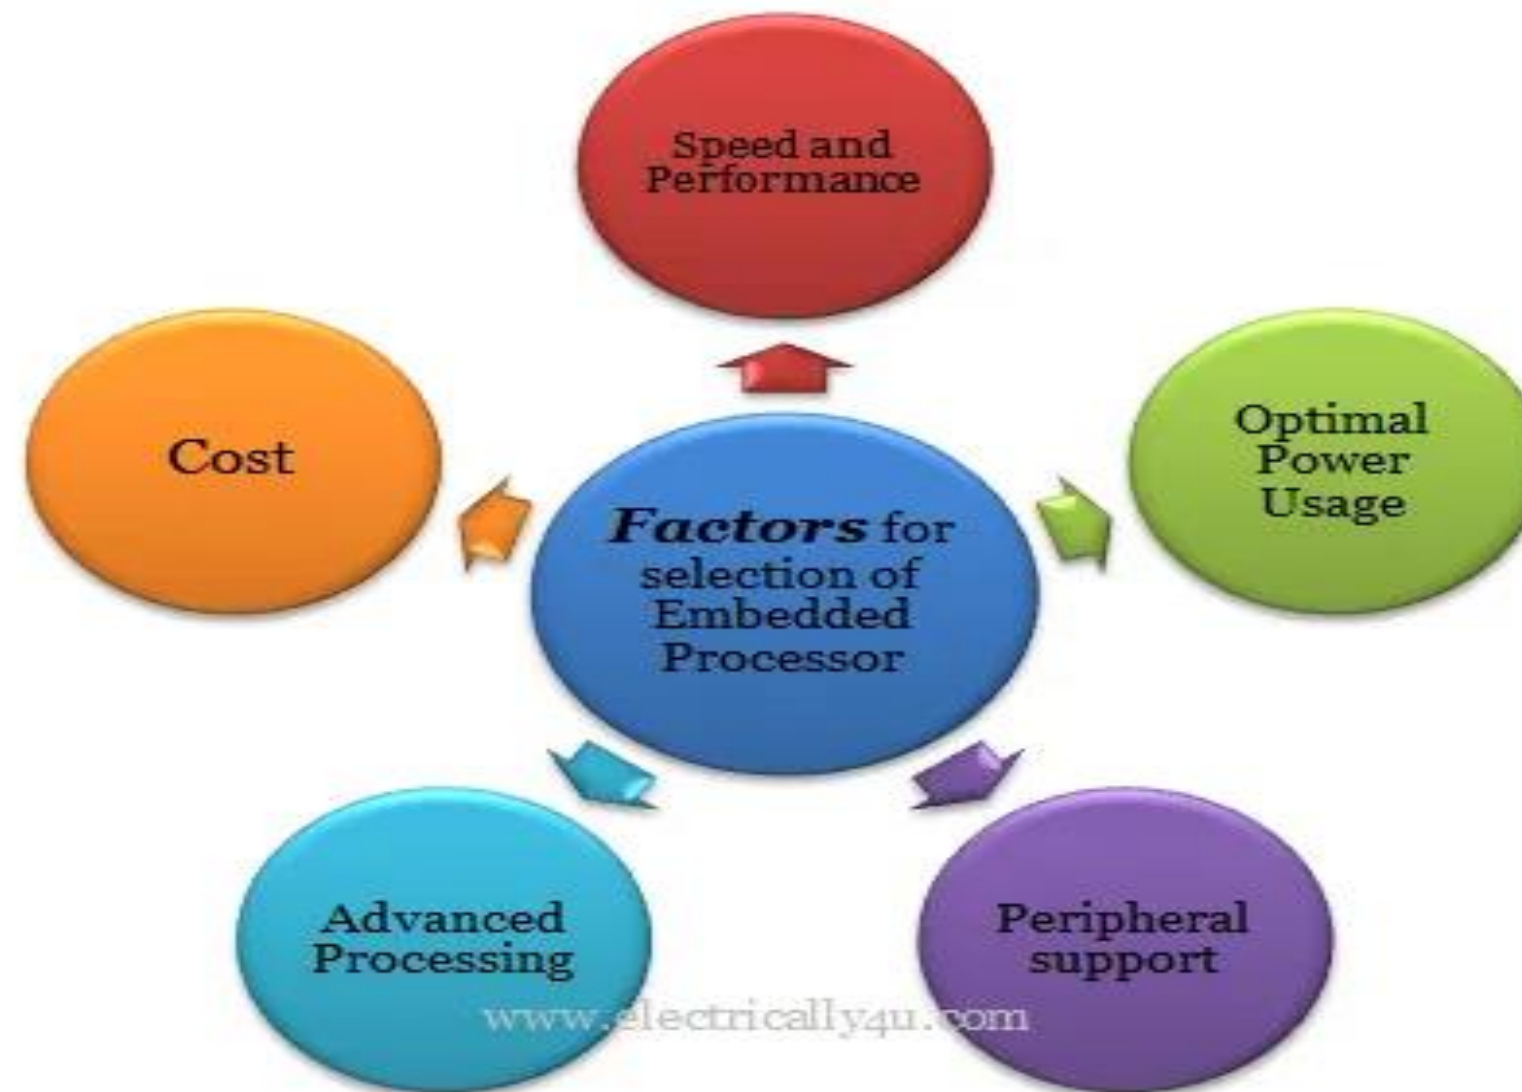 Speed and
Performance
Cost
Optimal
Power
Usage
Factors for
selection of
Embedded
Processor
Advanced
Processing
Peripheral
support
www.electrically4u.com